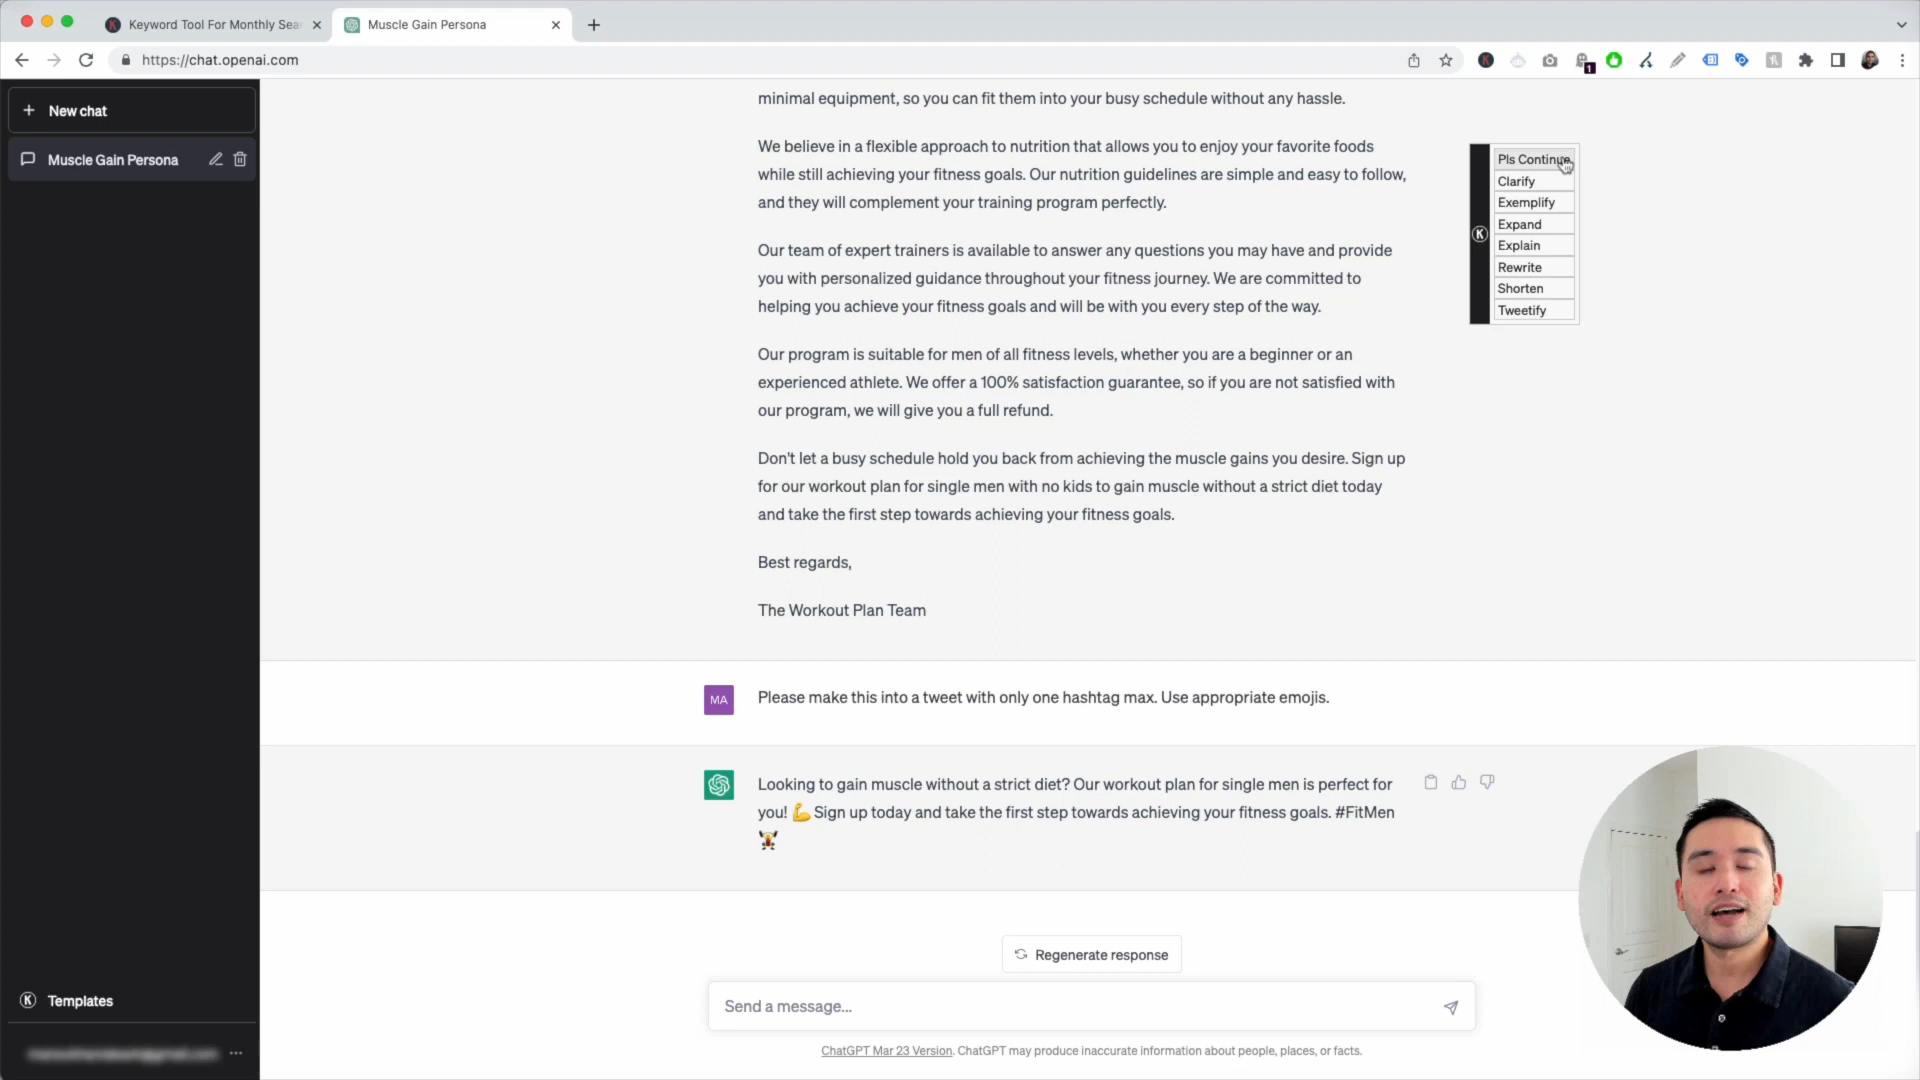 Keyword Tool For Monthly Sea
Muscle Gain Persona
https://chat.openai.com
1
New chat
Muscle Gain Persona
minimal equipment, so you can fit them into your busy schedule without any hassle.
We believe in a flexible approach to nutrition that allows you to enjoy your favorite foods
while still achieving your fitness goals. Our nutrition guidelines are simple and easy to follow,
and they will complement your training program perfectly.
Our team of expert trainers is available to answer any questions you may have and provide
you with personalized guidance throughout your fitness journey. We are committed to
helping you achieve your fitness goals and will be with you every step of the way.
Our program is suitable for men of all fitness levels, whether you are a beginner or an
experienced athlete. We offer a 100% satisfaction guarantee, so if you are not satisfied with
our program, we will give you a full refund.
Don't let a busy schedule hold you back from achieving the muscle gains you desire. Sign up
for our workout plan for single men with no kids to gain muscle without a strict diet today
and take the first step towards achieving your fitness goals.
Best regards,
The Workout Plan Team
K
Pls Continue
Clarify
Exemplify
Expand
Explain
Rewrite
Shorten
Tweetify
MA
Please make this into a tweet with only one hashtag max. Use appropriate emojis.
Looking to gain muscle without a strict diet? Our workout plan for single men is perfect for
you! 💪 Sign up today and take the first step towards achieving your fitness goals. #FitMen
Regenerate response
Send a message...
ChatGPT Mar 23 Version. ChatGPT may produce inaccurate information about people, places, or facts.
K Templates